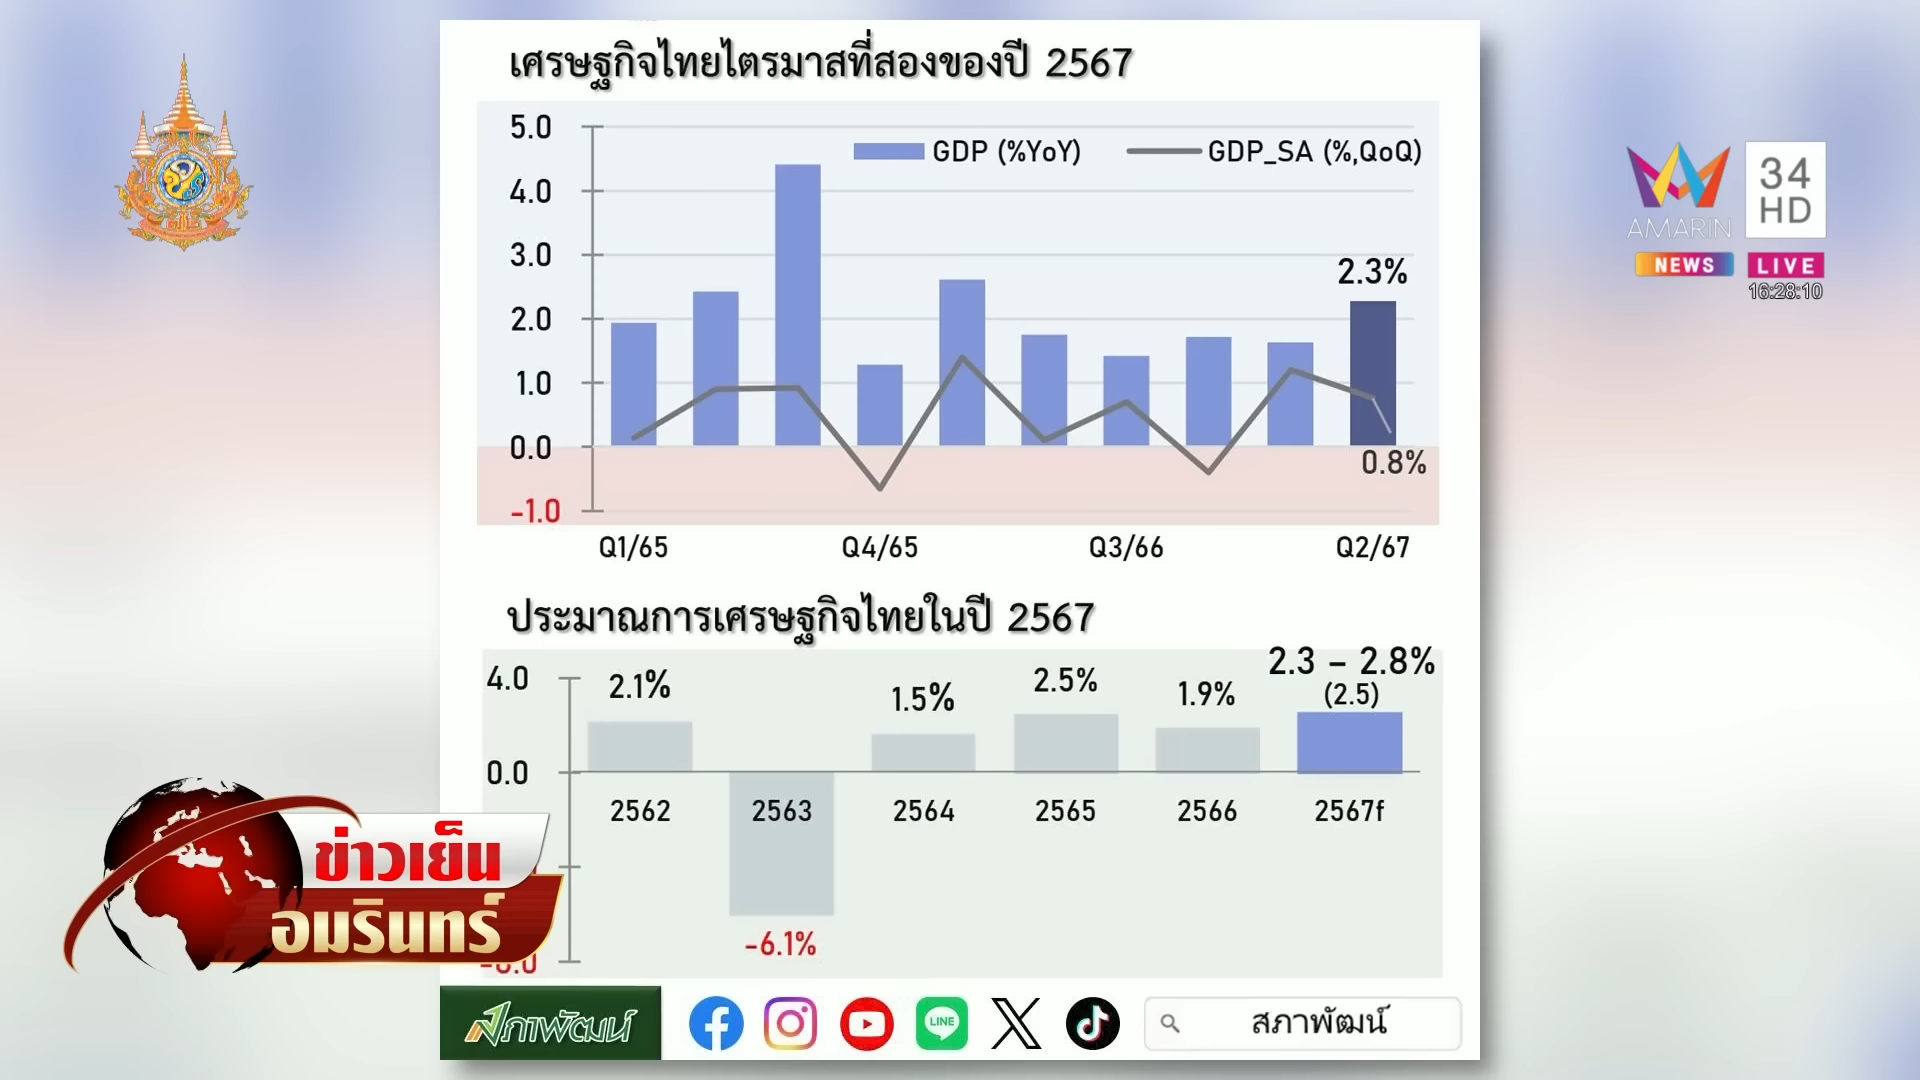 เศรษฐกิจไทยไตรมาสที่สองของปี 2567
5.0
GDP (%YoY)
GDP_SA (%,QoQ)
4.0
3.0
2.3%
2.0
1.0
0.0
0.8%
-1.0
Q1/65
Q4/65
Q3/66
Q2/67
ประมาณการเศรษฐกิจไทยในปี 2567
4.0
2.1%
1.5%
2.5%
1.9%
2.3 – 2.8%
(2.5)
0.0
2562
2563
2564
2565
2566
2567f
-6.1%
ข่าวเย็น
อมรินทร์
สภาพัฒน์
LINE
สภาพัฒน์
AMARIN
34
HD
NEWS
LIVE
16:28:10